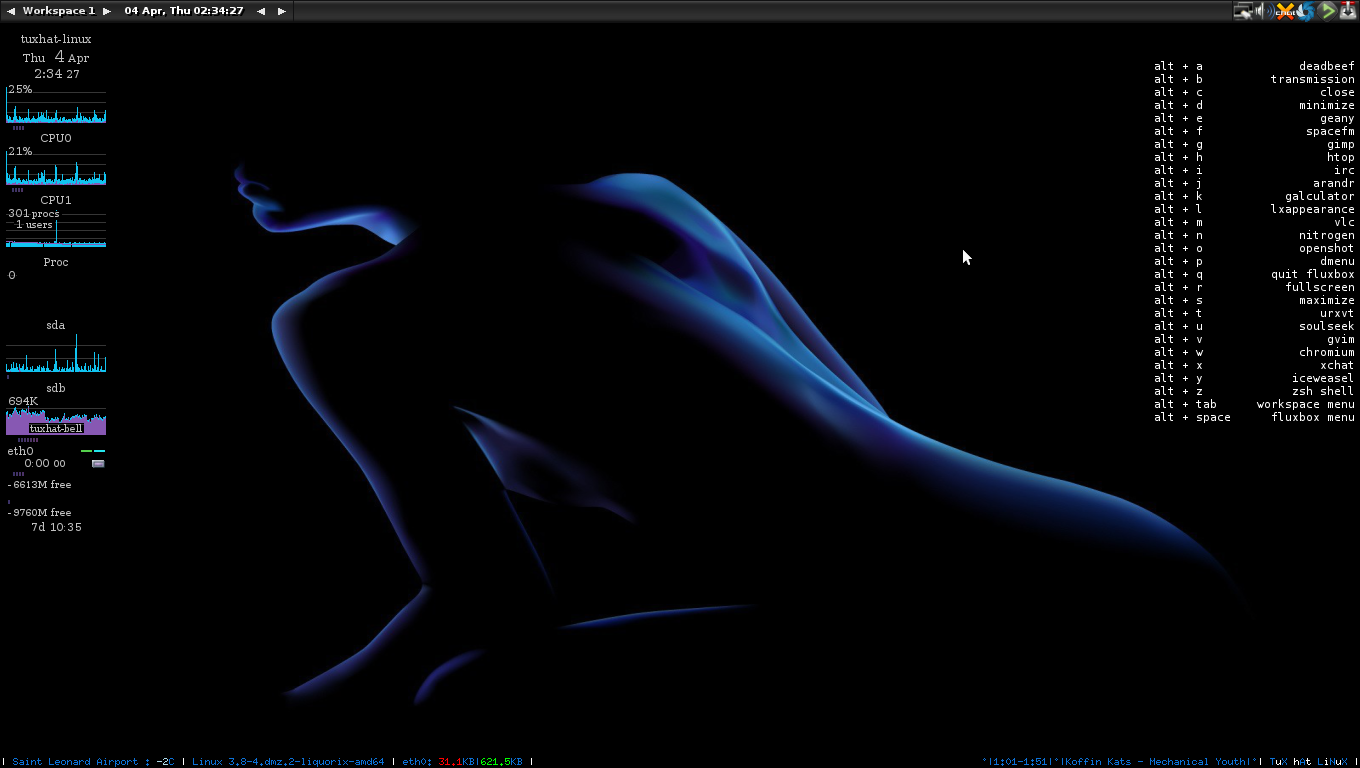 Workspace 1 04 Apr, Thu 02:34:27
tuxhat-linux
Thu 4 Apr
2:34 27
25%
CPU0
21%
CPU1
301 procs
1 users
Proc
0
sda
sdb
694K
tuxhat-bell
eth0
0:00 00
-6613M free
-9760M free
7d 10:35
alt + a deadbeef
alt + b transmission
alt + c close
alt + d minimize
alt + e geany
alt + f spacefm
alt + g gimp
alt + h htop
alt + i irc
alt + j arandr
alt + k galculator
alt + l lxappearance
alt + m vlc
alt + n nitrogen
alt + o openshot
alt + p dmenu
alt + q quit fluxbox
alt + r fullscreen
alt + s maximize
alt + t urxvt
alt + u soulseek
alt + v gvim
alt + w chromium
alt + x xchat
alt + y iceweasel
alt + z zsh shell
alt + tab workspace menu
alt + space fluxbox menu
| Saint Leonard Airport : -2C | Linux 3.8-4.dmz.2-liquorix-amd64 | eth0: 31.1KB|621.5KB |
°|1:01-1:51|°|Koffin Kats - Mechanical Youth|°| TuX hAt LiNuX |